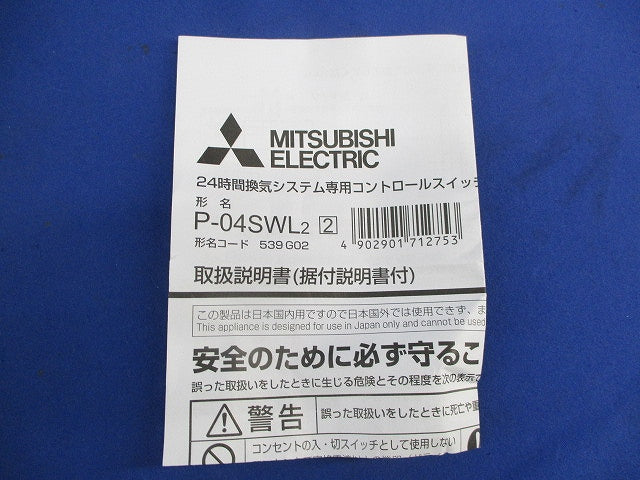 MITSUBISHI
ELECTRIC
24時間換気システム専用コントロールスイッチ
形名
P-04SWL2 2
形名コード 539G02
4 902901 712753
取扱説明書(据付説明書付)
この製品は日本国内用ですので日本国外では使用できず、ま
This appliance is designed for use in Japan only and cannot be used
安全のために必ず守るこ
誤った取扱いをしたときに生じる危険とその程度を次の表示で
警告
誤った取扱いをしたときに死亡や重
コンセントの入・切スイッチとして使用しない